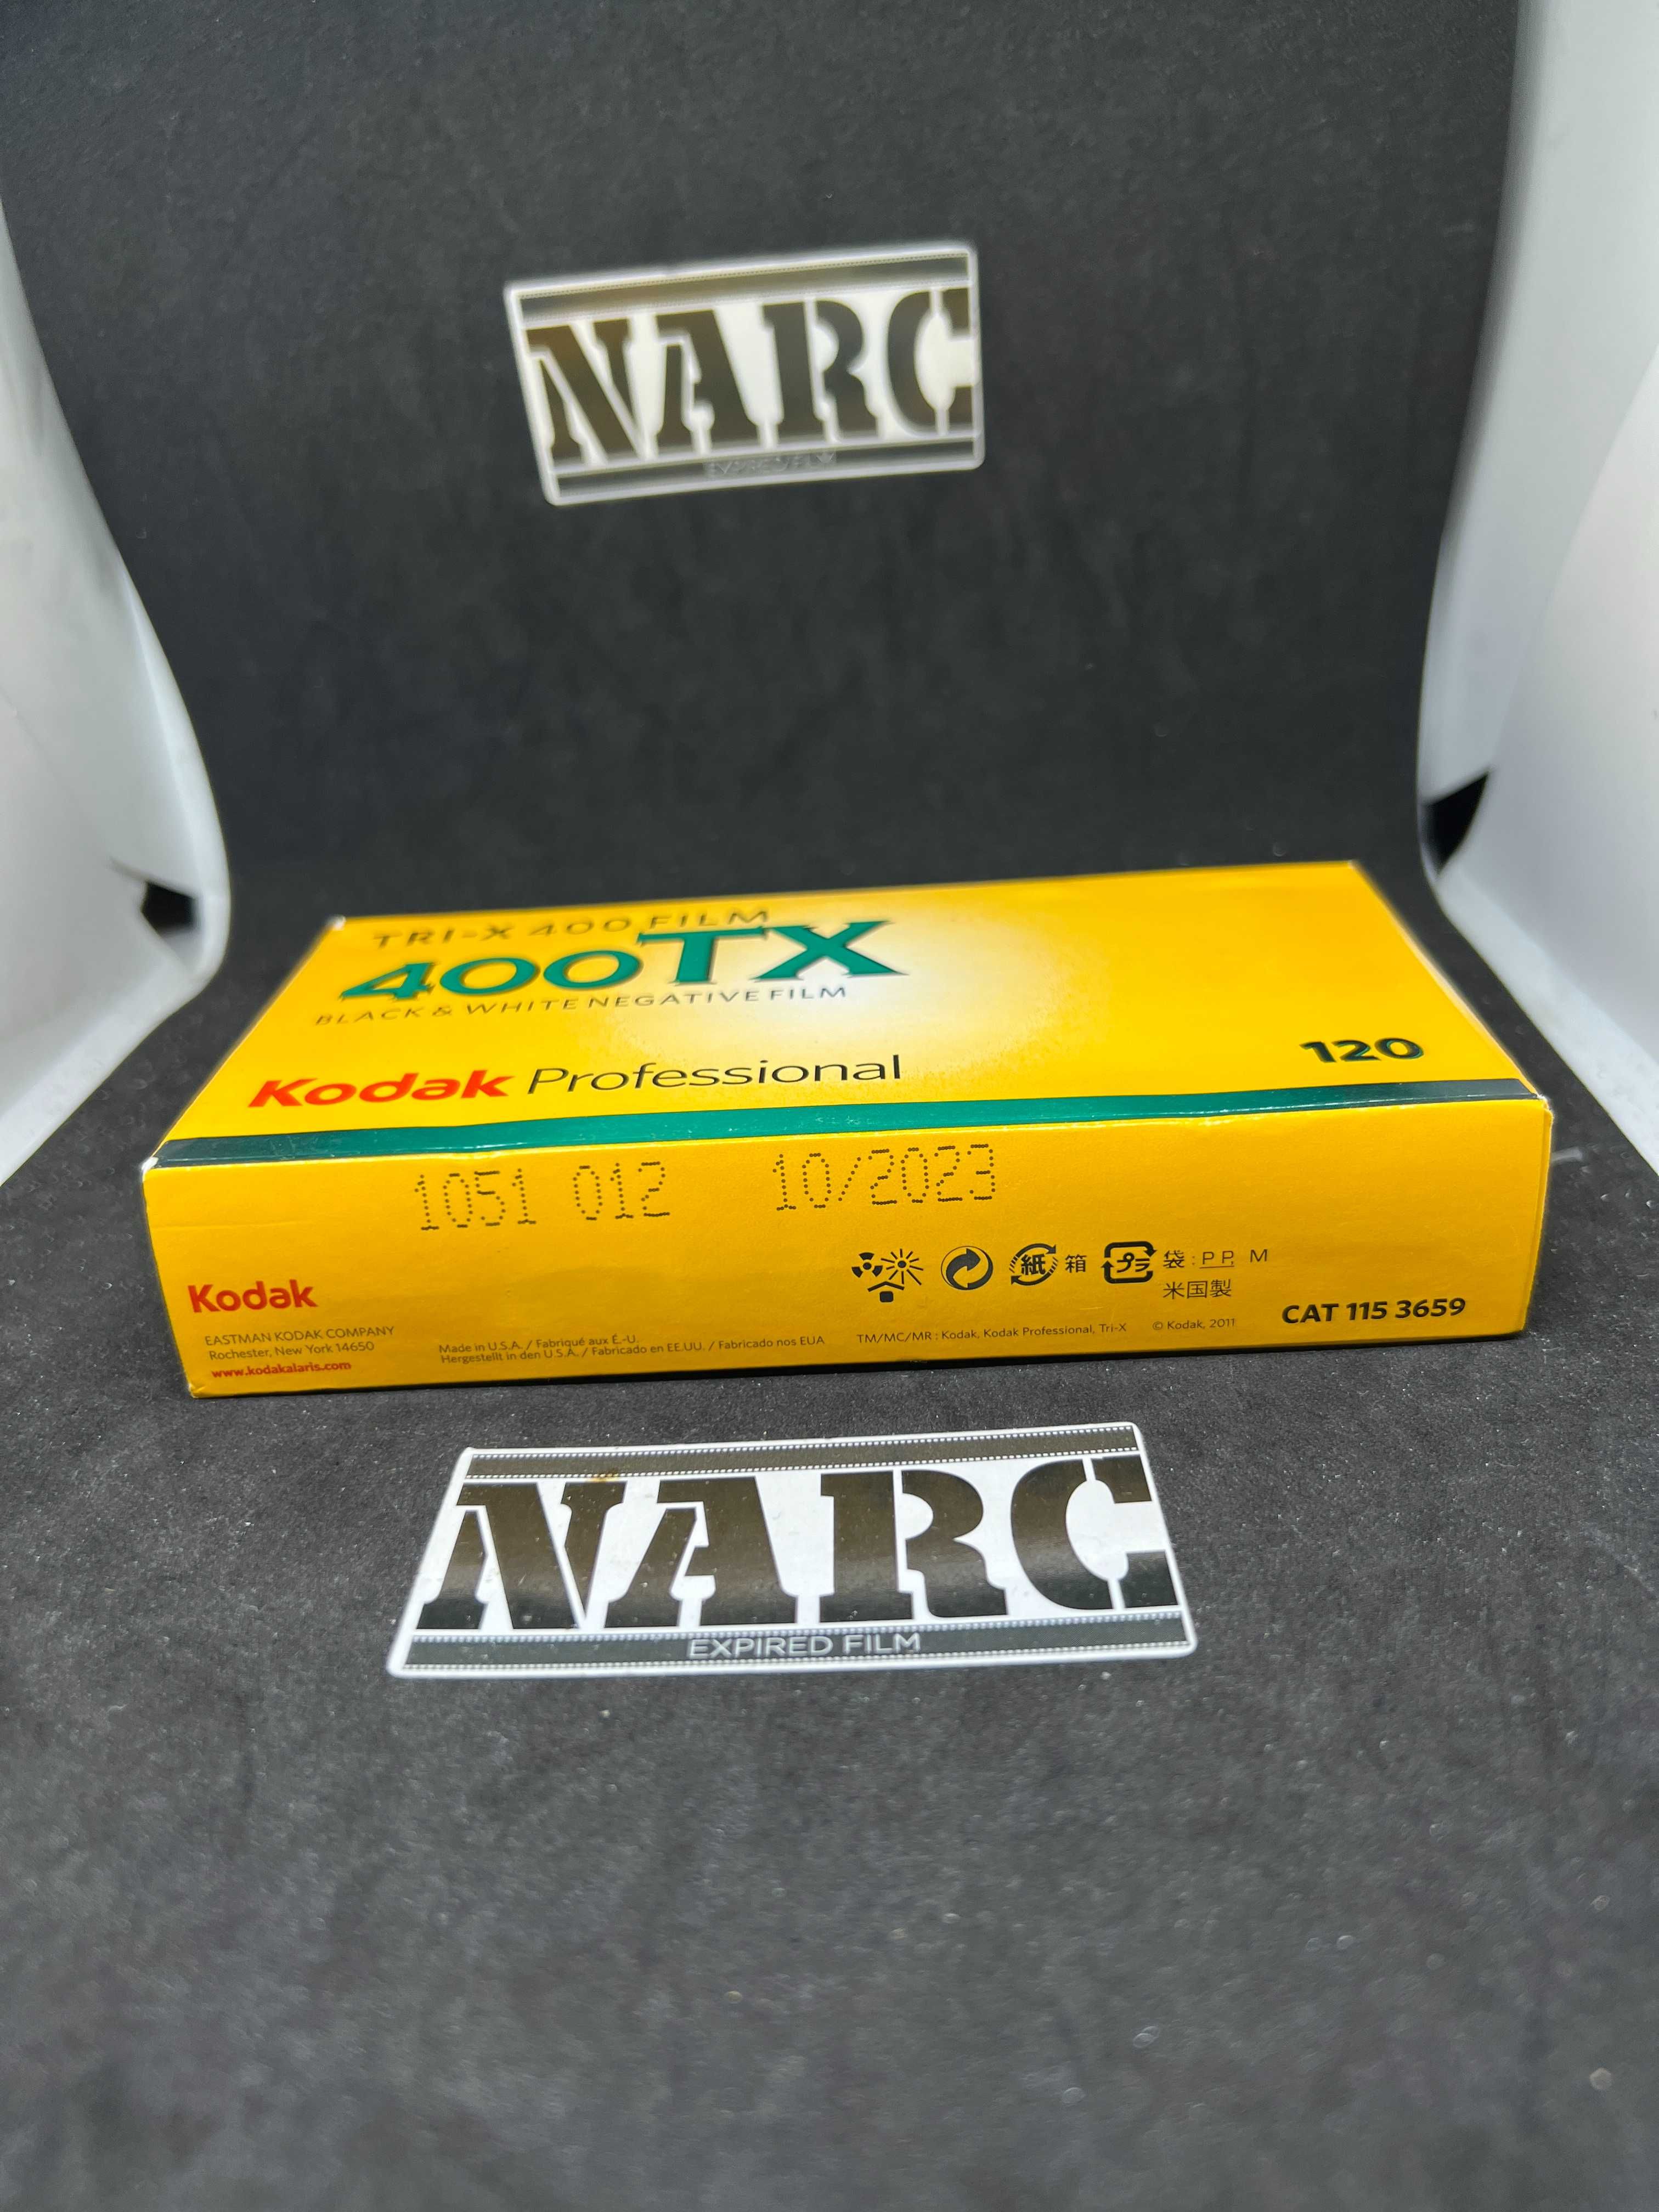 NARC
EXPIRED FILM
TRI-X 400 FILM
400TX
BLACK & WHITE NEGATIVE FILM
Kodak Professional
120
1051 012 10/2023
Kodak
EASTMAN KODAK COMPANY
Rochester, New York 14650
www.kodakalaris.com
Made in U.S.A. / Fabriqué aux É.-U.
Hergestellt in den U.S.A. / Fabricado en EE.UU. / Fabricado nos EUA
紙 箱
プラ 袋 : PP, M
米国製
TM/MC/MR : Kodak, Kodak Professional, Tri-X © Kodak, 2011
CAT 115 3659
NARC
EXPIRED FILM